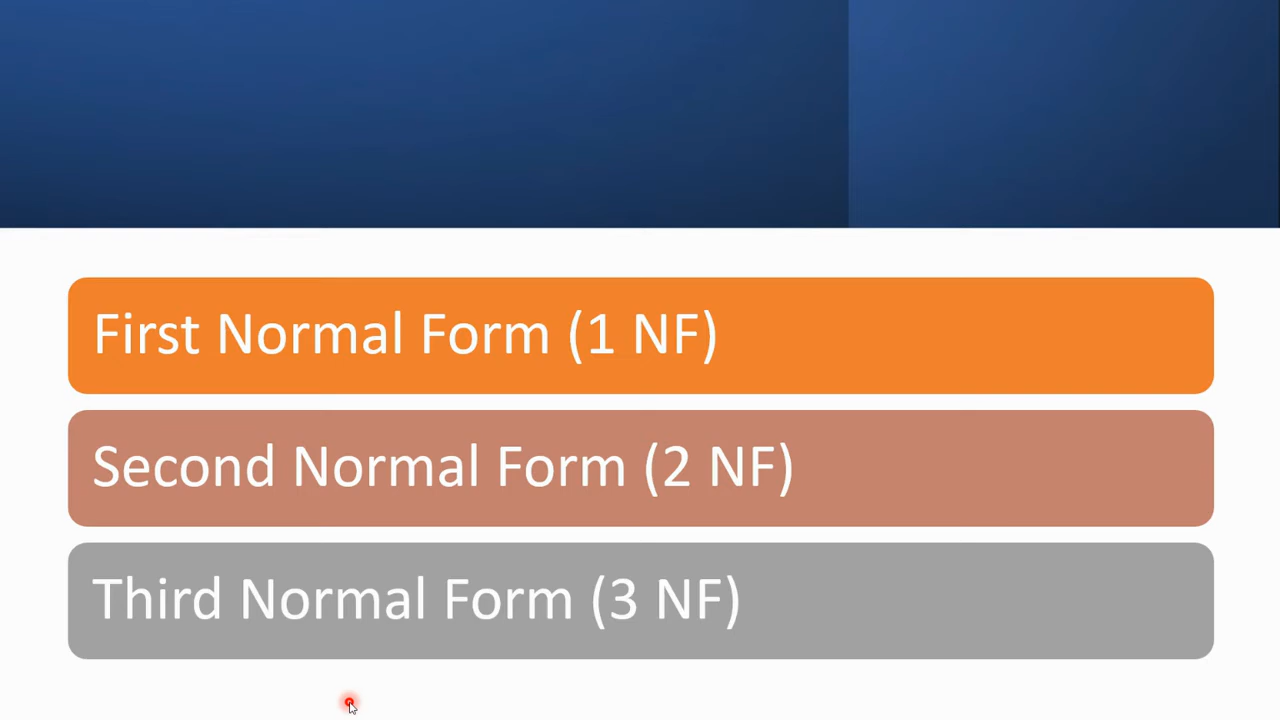 First Normal Form (1 NF)
Second Normal Form (2 NF)
Third Normal Form (3 NF)